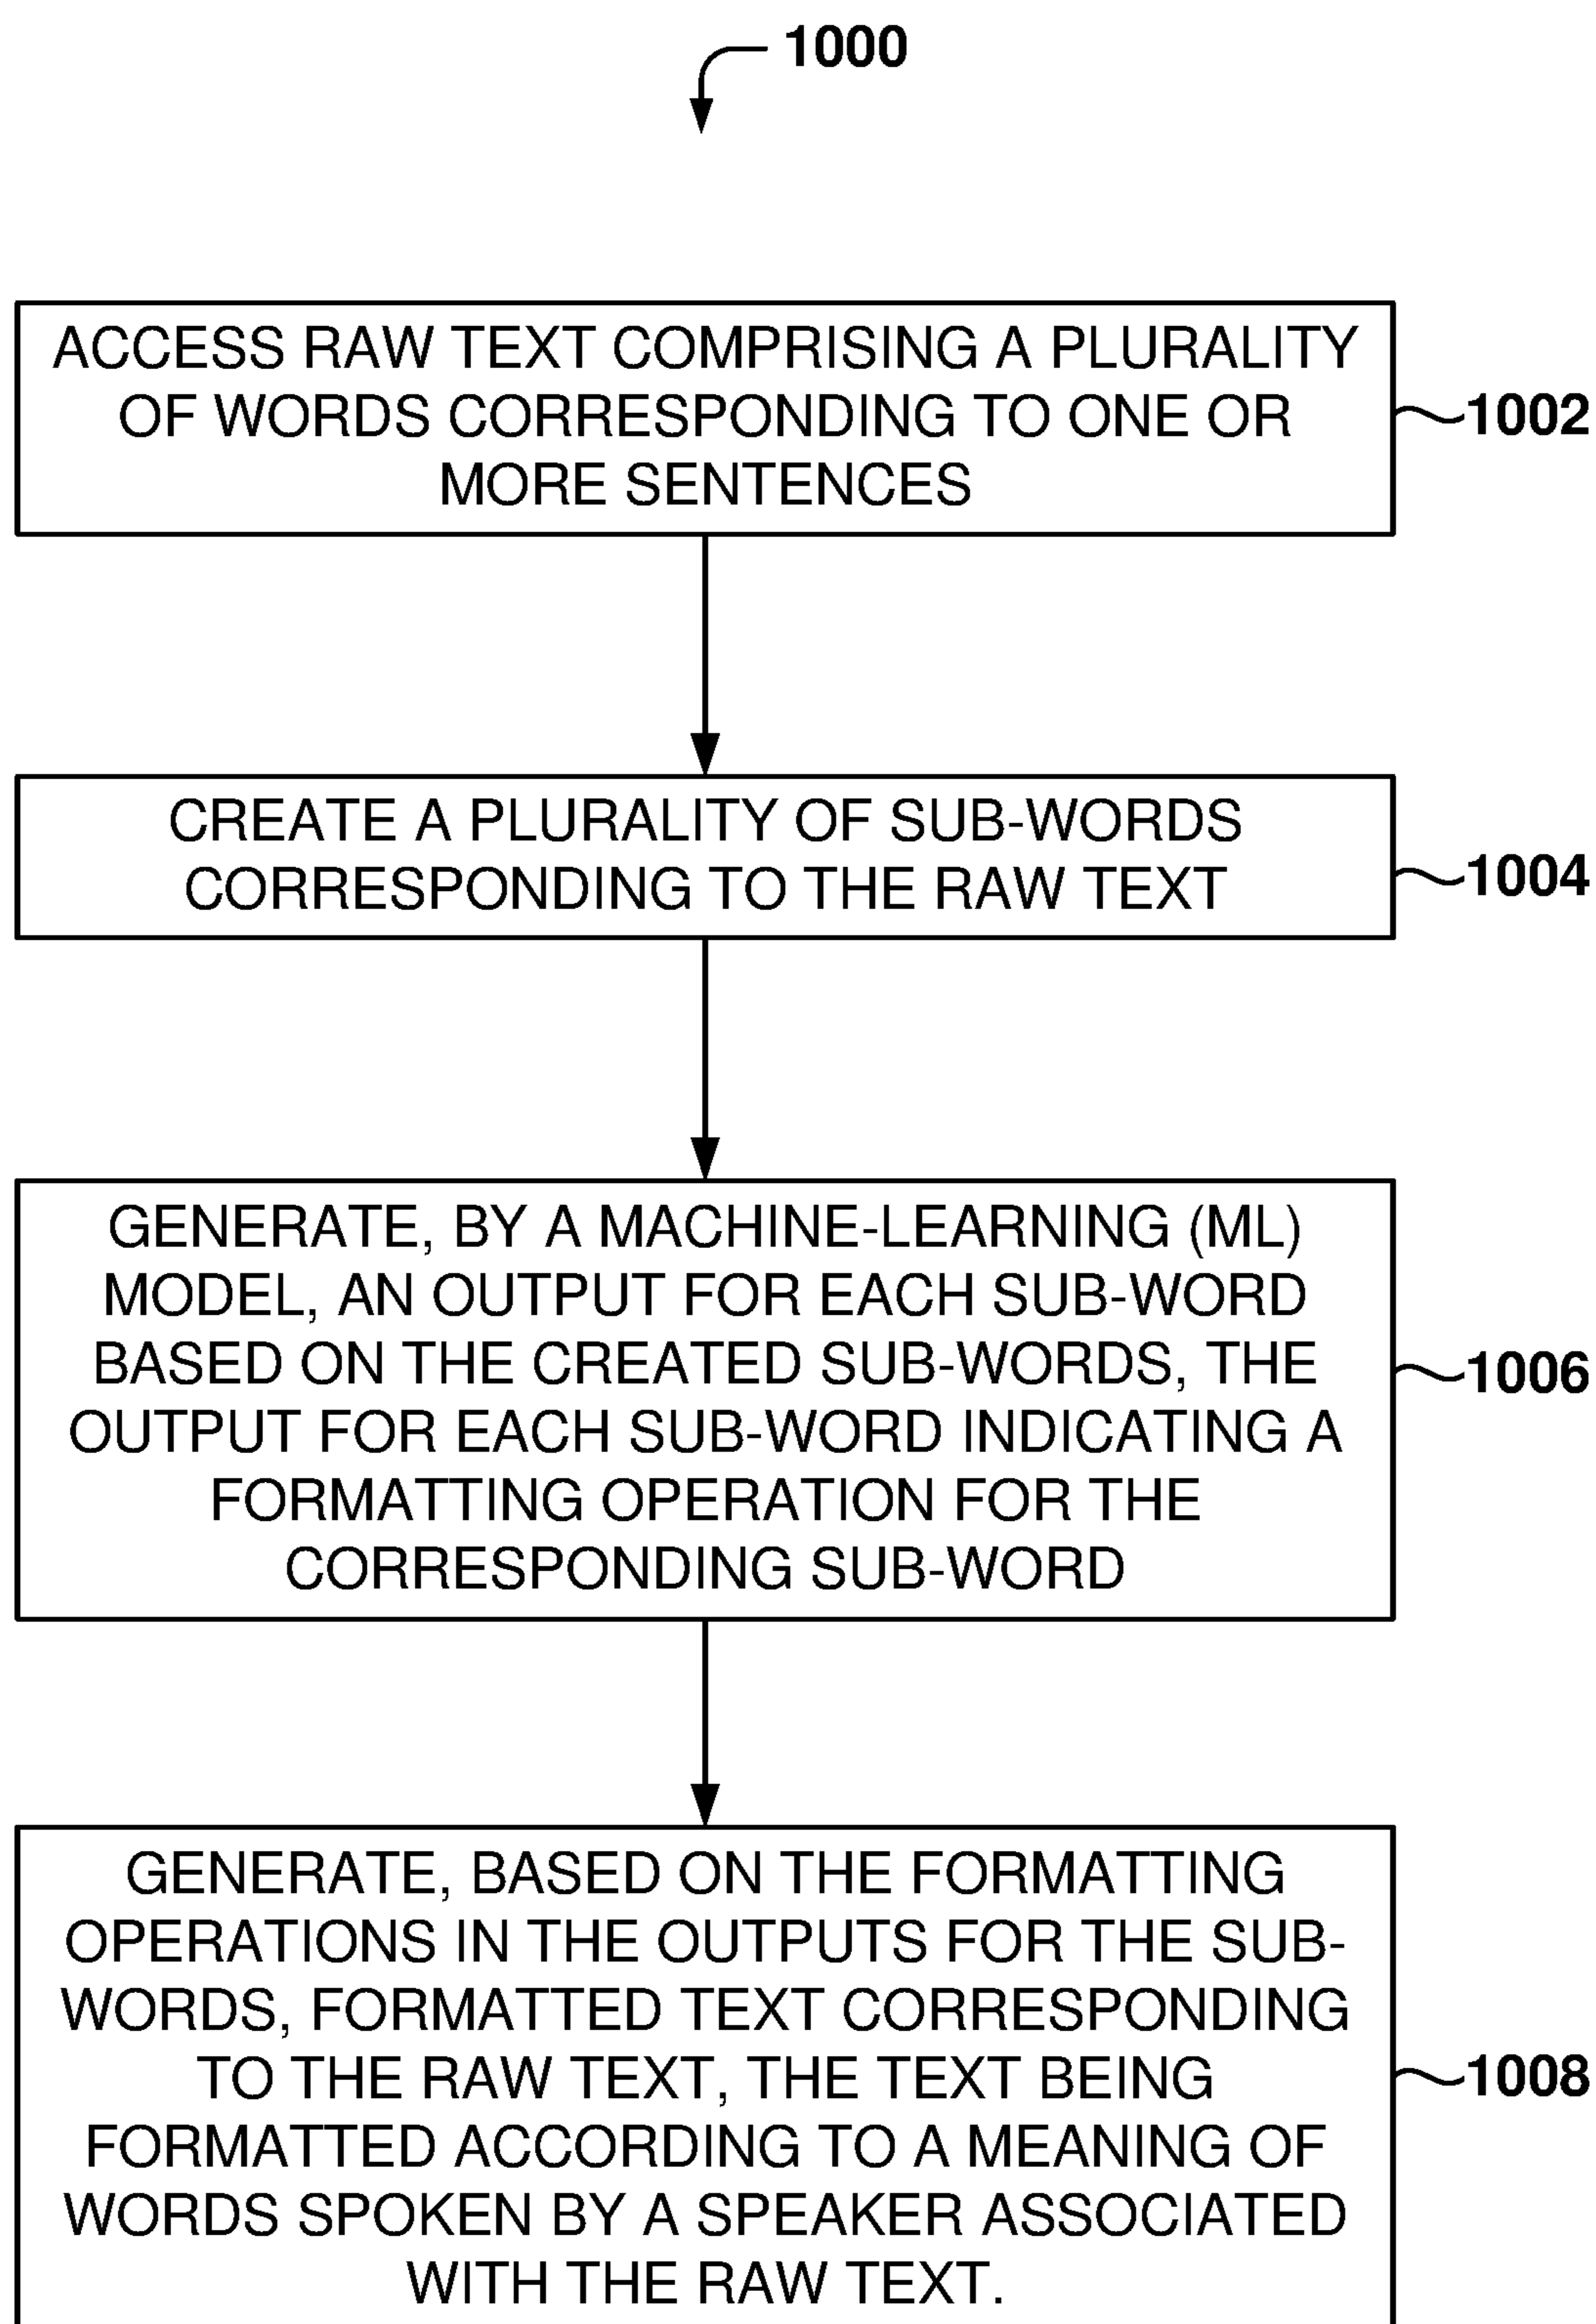 1000
ACCESS RAW TEXT COMPRISING A PLURALITY
OF WORDS CORRESPONDING TO ONE OR
MORE SENTENCES
1002
CREATE A PLURALITY OF SUB-WORDS
CORRESPONDING TO THE RAW TEXT
1004
GENERATE, BY A MACHINE-LEARNING (ML)
MODEL, AN OUTPUT FOR EACH SUB-WORD
BASED ON THE CREATED SUB-WORDS, THE
OUTPUT FOR EACH SUB-WORD INDICATING A
FORMATTING OPERATION FOR THE
CORRESPONDING SUB-WORD
1006
GENERATE, BASED ON THE FORMATTING
OPERATIONS IN THE OUTPUTS FOR THE SUB-
WORDS, FORMATTED TEXT CORRESPONDING
TO THE RAW TEXT, THE TEXT BEING
FORMATTED ACCORDING TO A MEANING OF
WORDS SPOKEN BY A SPEAKER ASSOCIATED
WITH THE RAW TEXT.
1008